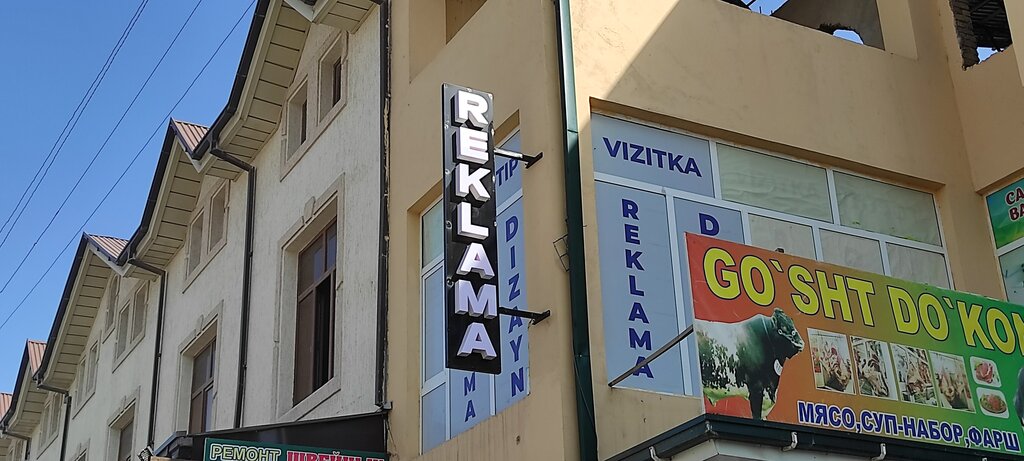 REKLAMA
TIP
DIZAYN
MA
VIZITKA
REKLAMA
D
GO`SHT DO`KON
МЯСО,СУП-НАБОР,ФАРШ
РЕМОНТ